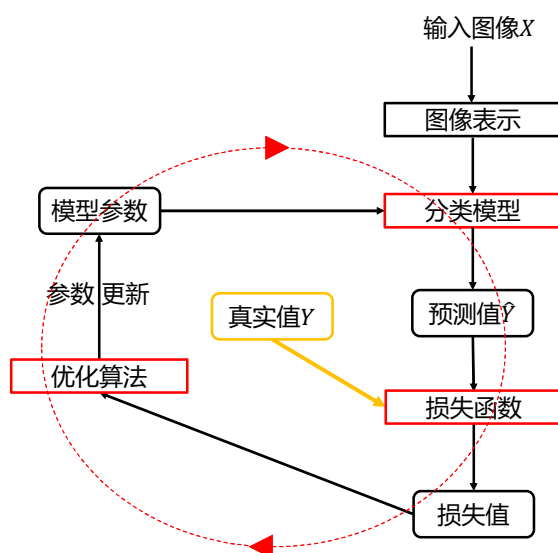 输入图像X
图像表示
模型参数
分类模型
参数 更新
真实值Y
预测值Ŷ
优化算法
损失函数
损失值